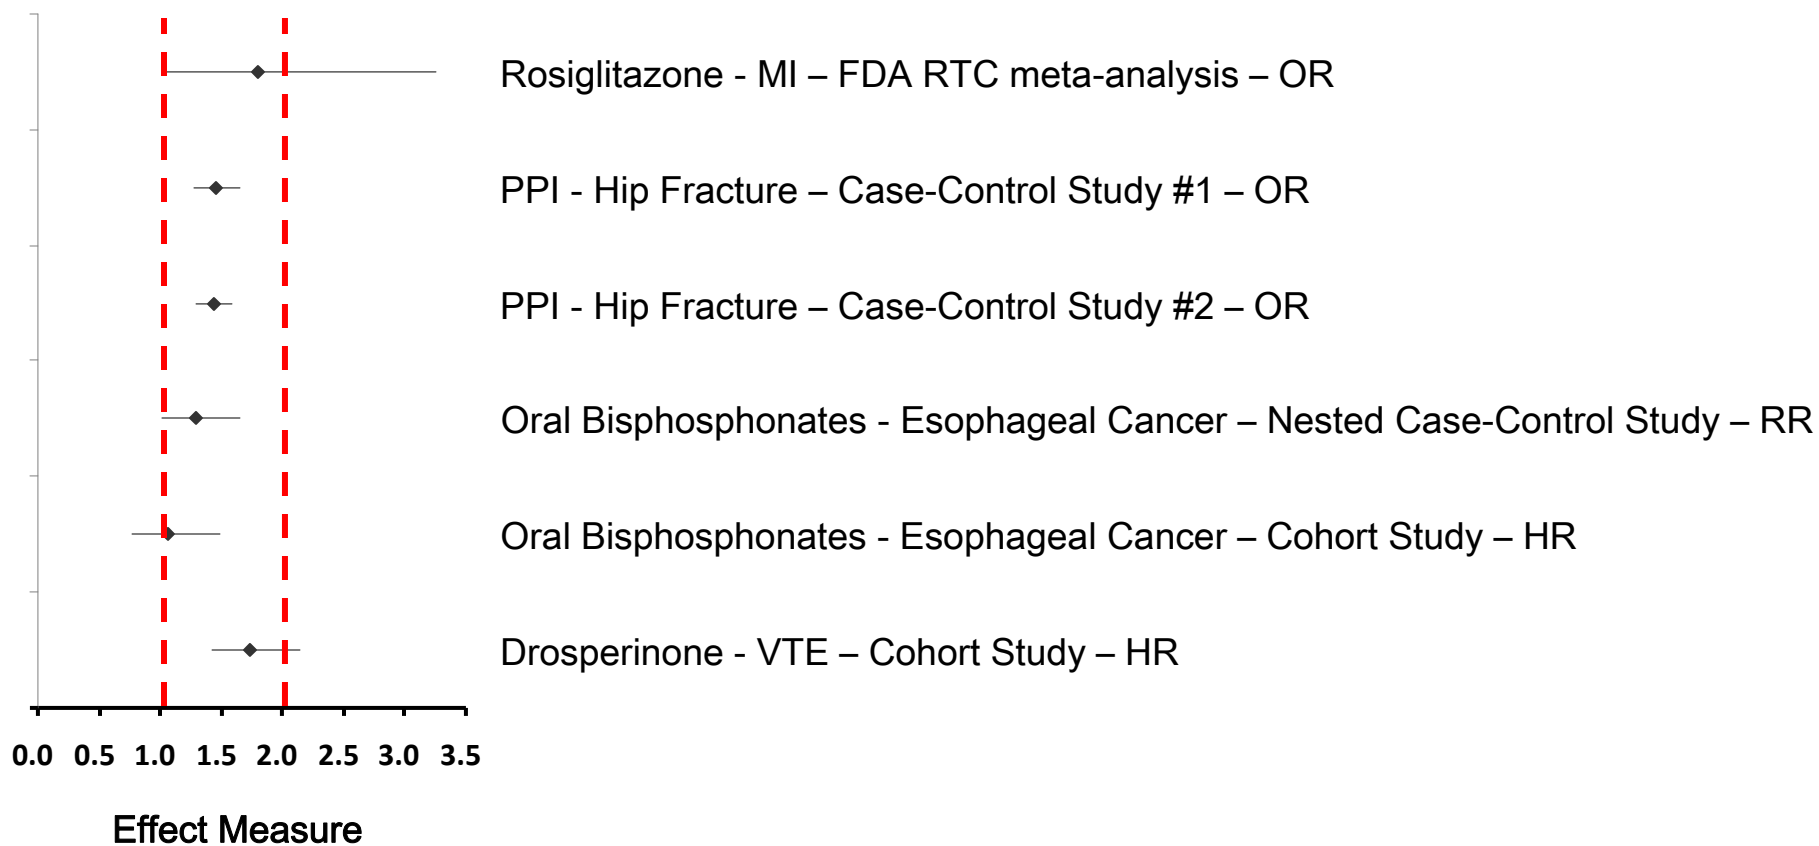 Rosiglitazone - MI – FDA RTC meta-analysis – OR
PPI - Hip Fracture – Case-Control Study #1 – OR
PPI - Hip Fracture – Case-Control Study #2 – OR
Oral Bisphosphonates - Esophageal Cancer – Nested Case-Control Study – RR
Oral Bisphosphonates - Esophageal Cancer – Cohort Study – HR
Drosperinone - VTE – Cohort Study – HR
0.0 0.5 1.0 1.5 2.0 2.5 3.0 3.5
Effect Measure